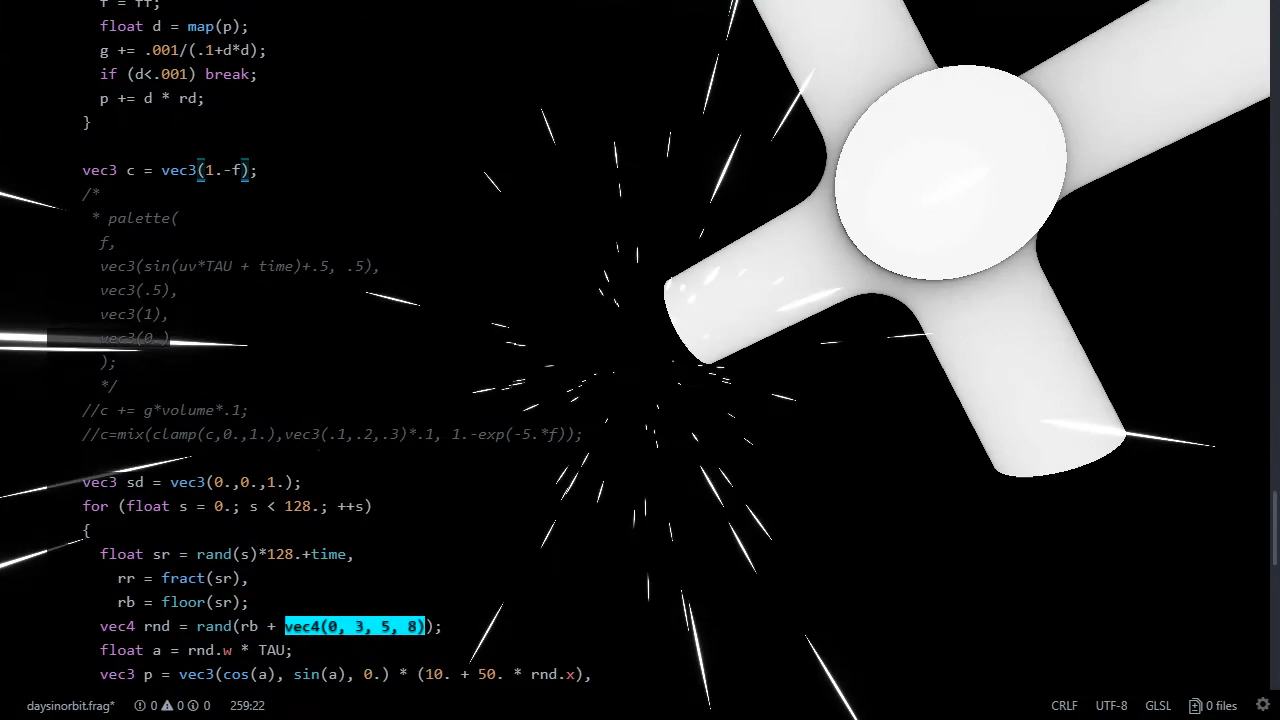 f = ff;
float d = map(p);
g += .001/(.1+d*d);
if (d<.001) break;
p += d * rd;
}
vec3 c = vec3(1.-f);
/*
* palette(
f,
vec3(sin(uv*TAU + time)+.5, .5),
vec3(.5),
vec3(1),
vec3(0.)
);
*/
//c += g*volume*.1;
//c=mix(clamp(c,0.,1.),vec3(.1,.2,.3)*.1, 1.-exp(-5.*f));
vec3 sd = vec3(0.,0.,1.);
for (float s = 0.; s < 128.; ++s)
{
float sr = rand(s)*128.+time,
rr = fract(sr),
rb = floor(sr);
vec4 rnd = rand(rb + vec4(0, 3, 5, 8));
float a = rnd.w * TAU;
vec3 p = vec3(cos(a), sin(a), 0.) * (10. + 50. * rnd.x),
daysinorbit.frag* 0 0 0 259:22 CRLF UTF-8 GLSL 0 files